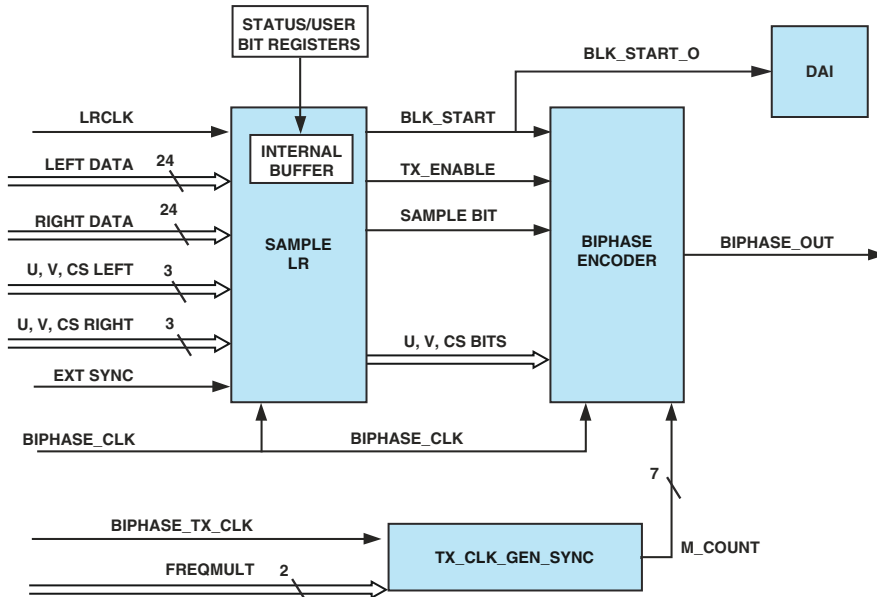 STATUS/USER
BIT REGISTERS
BLK_START_O
DAI
LRCLK
BLK_START
INTERNAL
BUFFER
LEFT DATA
24
TX_ENABLE
RIGHT DATA
24
SAMPLE BIT
SAMPLE
LR
BIPHASE
ENCODER
BIPHASE_OUT
U, V, CS LEFT
3
U, V, CS RIGHT
3
U, V, CS BITS
EXT SYNC
BIPHASE_CLK
BIPHASE_CLK
7
BIPHASE_TX_CLK
TX_CLK_GEN_SYNC
M_COUNT
FREQMULT
2